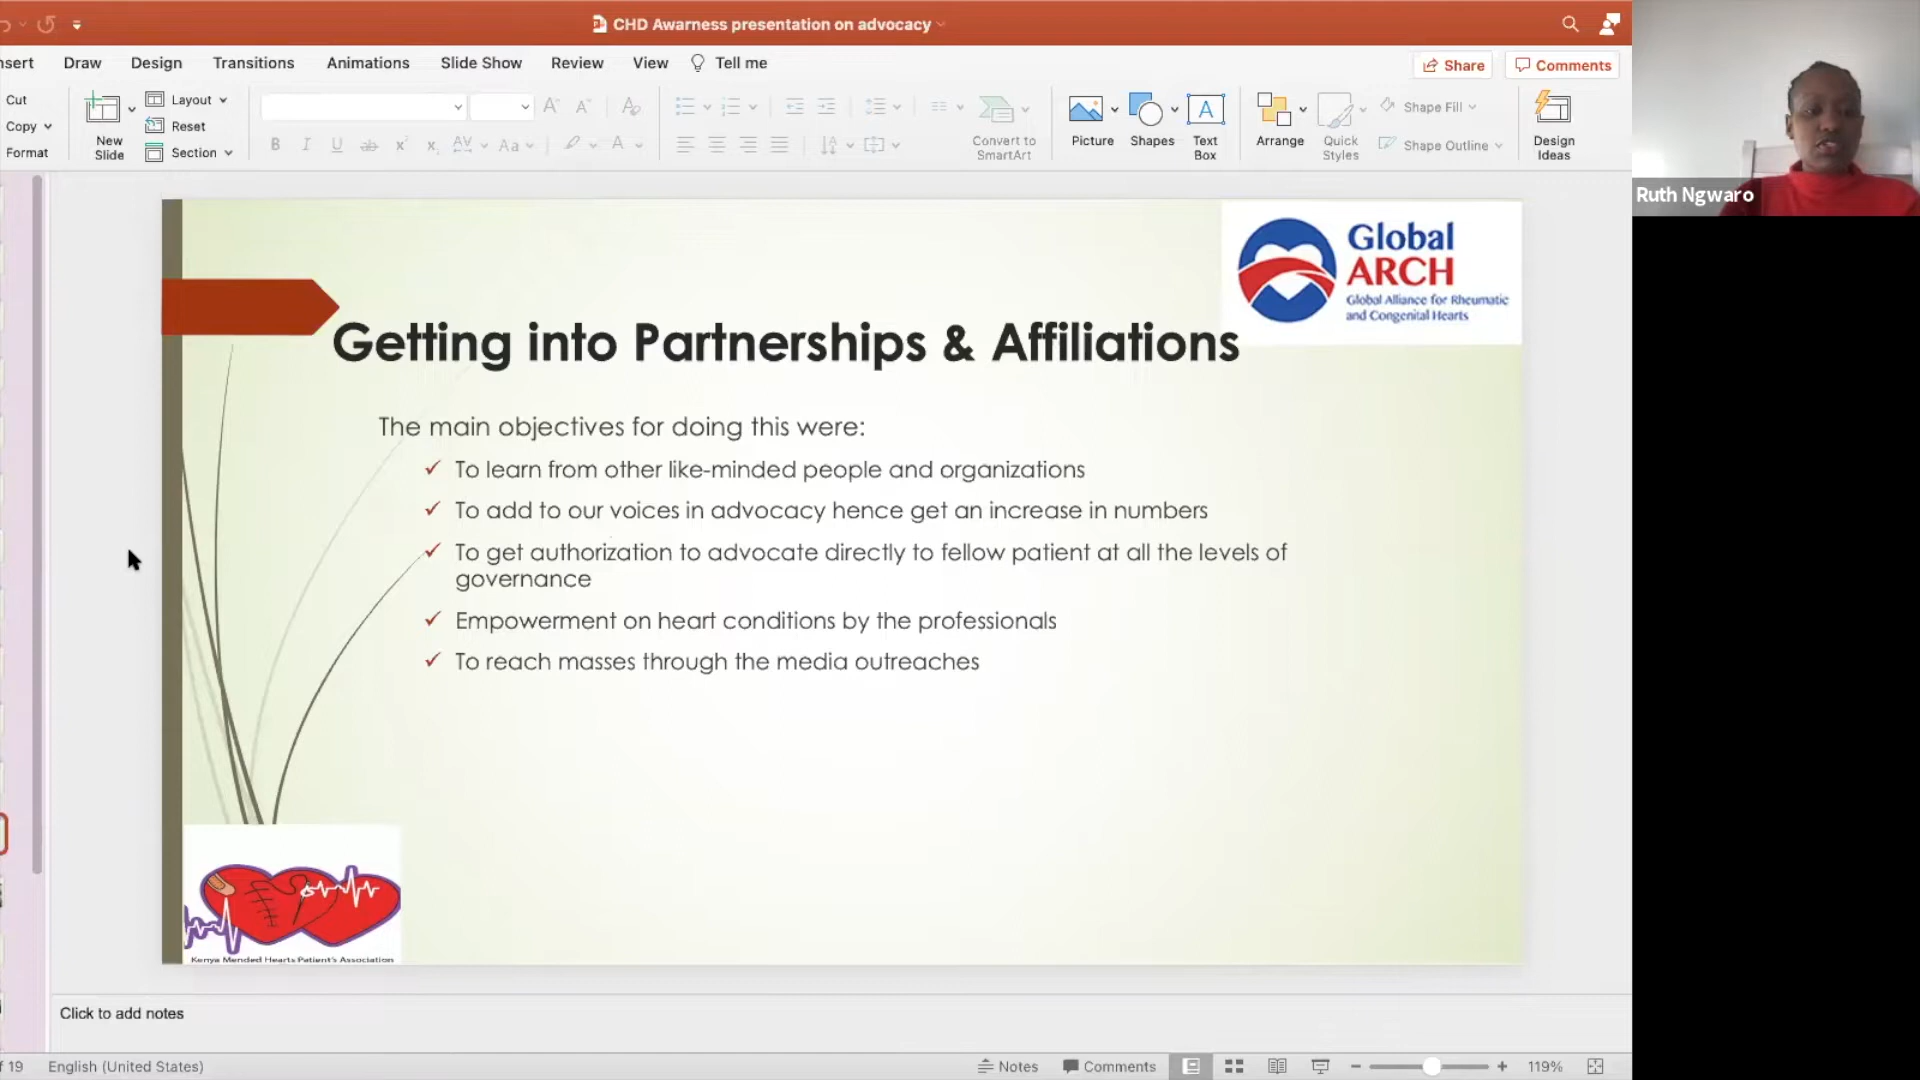 CHD Awarness presentation on advocacy
nsert Draw Design Transitions Animations Slide Show Review View Tell me
Share Comments
Cut
Copy
Format
New
Slide
Layout
Reset
Section
Convert to
SmartArt
Picture
Shapes
Text
Box
Arrange
Quick
Styles
Shape Fill
Shape Outline
Design
Ideas
Ruth Ngwaro
Global
ARCH
Global Alliance for Rheumatic
and Congenital Hearts
Getting into Partnerships & Affiliations
The main objectives for doing this were:
To learn from other like-minded people and organizations
To add to our voices in advocacy hence get an increase in numbers
To get authorization to advocate directly to fellow patient at all the levels of
governance
Empowerment on heart conditions by the professionals
To reach masses through the media outreaches
Kenya Mended Hearts Patient's Association
Click to add notes
f 19 English (United States) Notes Comments 119%